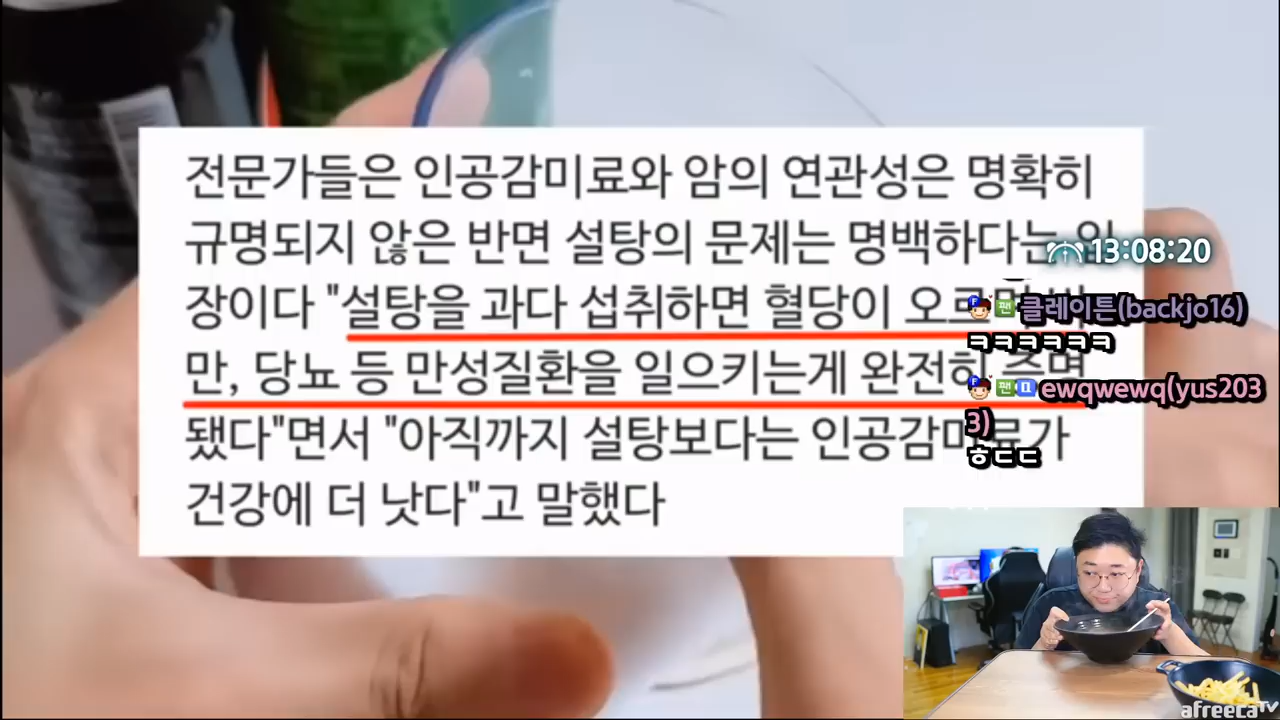 전문가들은 인공감미료와 암의 연관성은 명확히
규명되지 않은 반면 설탕의 문제는 명백하다는
장이다 "설탕을 과다 섭취하면 혈당이
만, 당뇨 등 만성질환을 일으키는게 완전히
됐다"면서 "아직까지 설탕보다는 인공감미료가
건강에 더 낫다"고 말했다
13:08:20
F 팬 클레이튼(backjo16)
ㅋㅋㅋㅋㅋㅋ
F 팬 ewqwewq(yus203
3)
ㅎㄷㄷ
afreecaTV